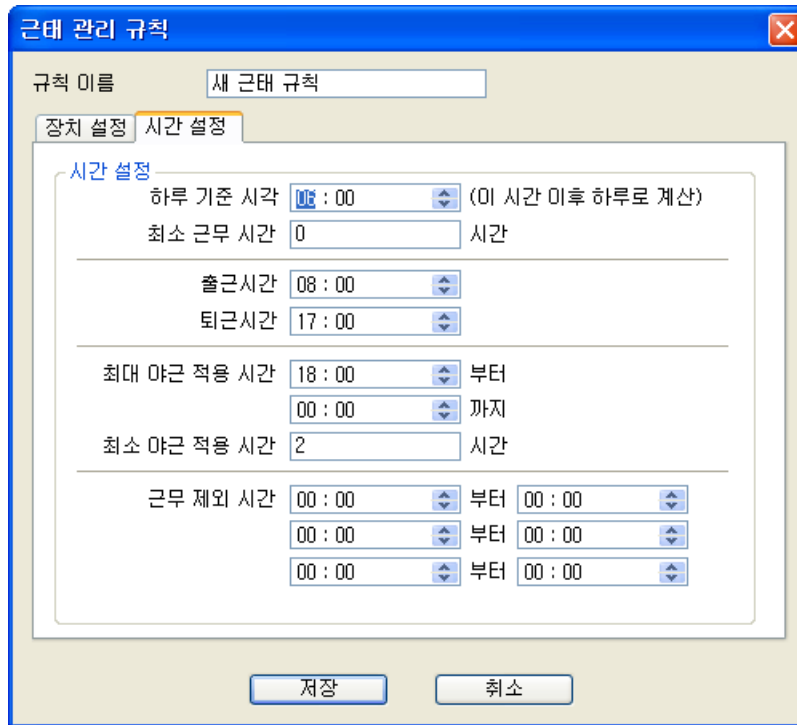 근태 관리 규칙
규칙 이름 새 근태 규칙
장치 설정 시간 설정
시간 설정
하루 기준 시각 06 : 00 (이 시간 이후 하루로 계산)
최소 근무 시간 0 시간
출근시간 08 : 00
퇴근시간 17 : 00
최대 야근 적용 시간 18 : 00 부터
00 : 00 까지
최소 야근 적용 시간 2 시간
근무 제외 시간 00 : 00 부터 00 : 00
00 : 00 부터 00 : 00
00 : 00 부터 00 : 00
저장 취소